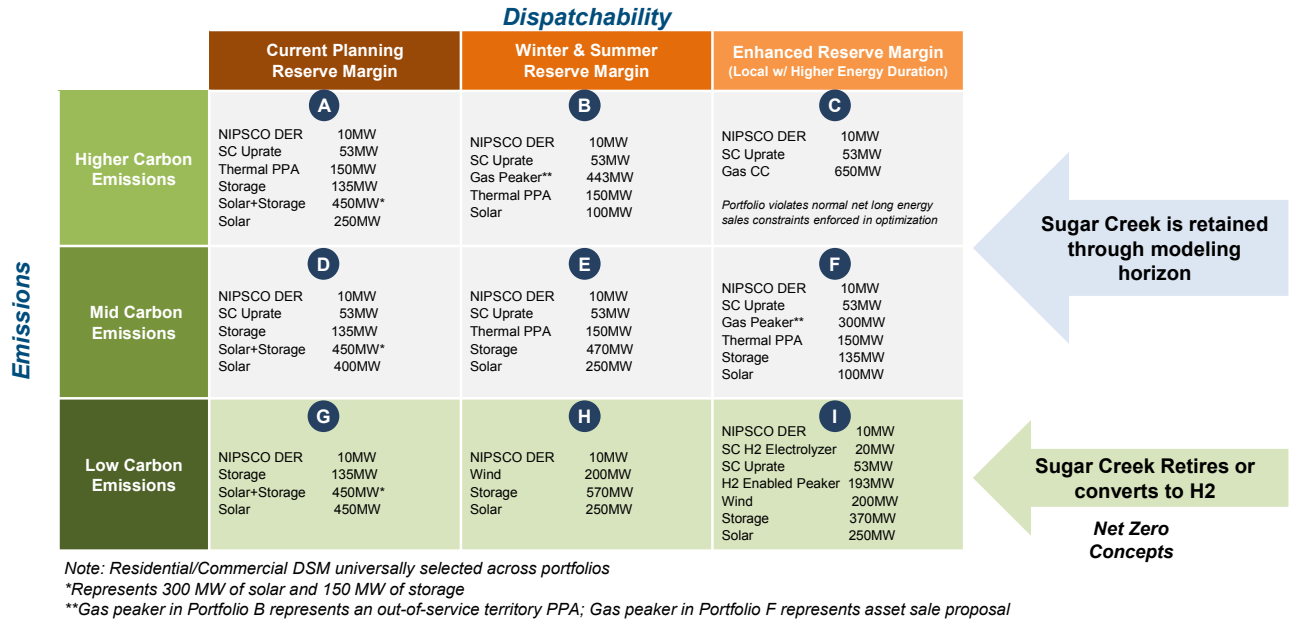 Dispatchability
Current Planning
Reserve Margin
Winter & Summer
Reserve Margin
Enhanced Reserve Margin
(Local w/ Higher Energy Duration)
Emissions
Higher Carbon
Emissions
A
NIPSCO DER 10MW
SC Uprate 53MW
Thermal PPA 150MW
Storage 135MW
Solar+Storage 450MW*
Solar 250MW
B
NIPSCO DER 10MW
SC Uprate 53MW
Gas Peaker** 443MW
Thermal PPA 150MW
Solar 100MW
C
NIPSCO DER 10MW
SC Uprate 53MW
Gas CC 650MW
Portfolio violates normal net long energy
sales constraints enforced in optimization
Sugar Creek is retained
through modeling
horizon
Mid Carbon
Emissions
D
NIPSCO DER 10MW
SC Uprate 53MW
Storage 135MW
Solar+Storage 450MW*
Solar 400MW
E
NIPSCO DER 10MW
SC Uprate 53MW
Thermal PPA 150MW
Storage 470MW
Solar 250MW
F
NIPSCO DER 10MW
SC Uprate 53MW
Gas Peaker** 300MW
Thermal PPA 150MW
Storage 135MW
Solar 100MW
Low Carbon
Emissions
G
NIPSCO DER 10MW
Storage 135MW
Solar+Storage 450MW*
Solar 450MW
H
NIPSCO DER 10MW
Wind 200MW
Storage 570MW
Solar 250MW
I
NIPSCO DER 10MW
SC H2 Electrolyzer 20MW
SC Uprate 53MW
H2 Enabled Peaker 193MW
Wind 200MW
Storage 370MW
Solar 250MW
Sugar Creek Retires or
converts to H2
Net Zero
Concepts
Note: Residential/Commercial DSM universally selected across portfolios
*Represents 300 MW of solar and 150 MW of storage
**Gas peaker in Portfolio B represents an out-of-service territory PPA; Gas peaker in Portfolio F represents asset sale proposal